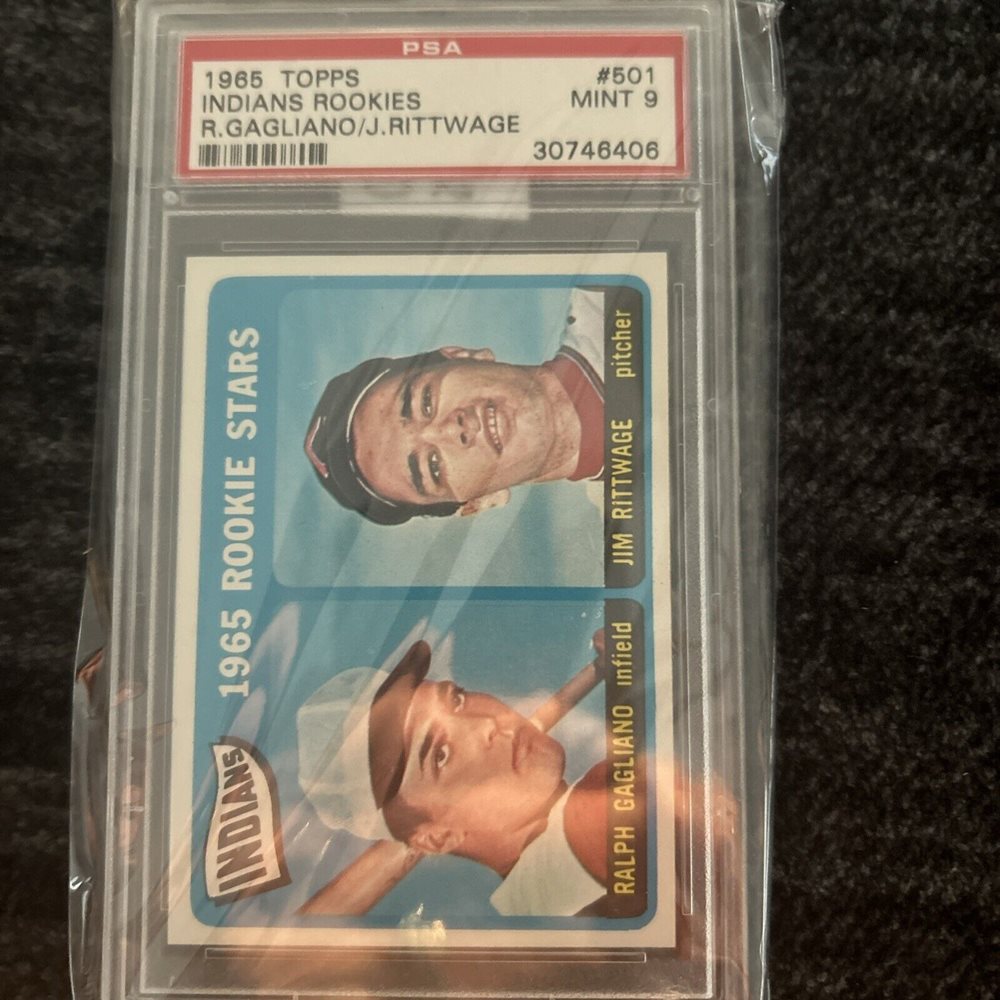 PSA
1965 TOPPS #501
INDIANS ROOKIES MINT 9
R.GAGLIANO/J.RITTWAGE
30746406
INDIANS 1965 ROOKIE STARS
RALPH GAGLIANO infield
JIM RITTWAGE pitcher